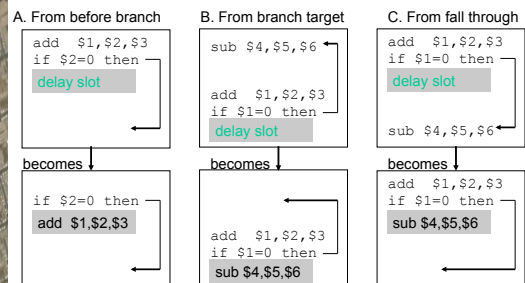 A. From before branch
add $1,$2,$3
if $2=0 then
delay slot
becomes
if $2=0 then
add $1,$2,$3
B. From branch target
sub $4,$5,$6
add $1,$2,$3
if $1=0 then
delay slot
becomes
add $1,$2,$3
if $1=0 then
sub $4,$5,$6
C. From fall through
add $1,$2,$3
if $1=0 then
delay slot
sub $4,$5,$6
becomes
add $1,$2,$3
if $1=0 then
sub $4,$5,$6